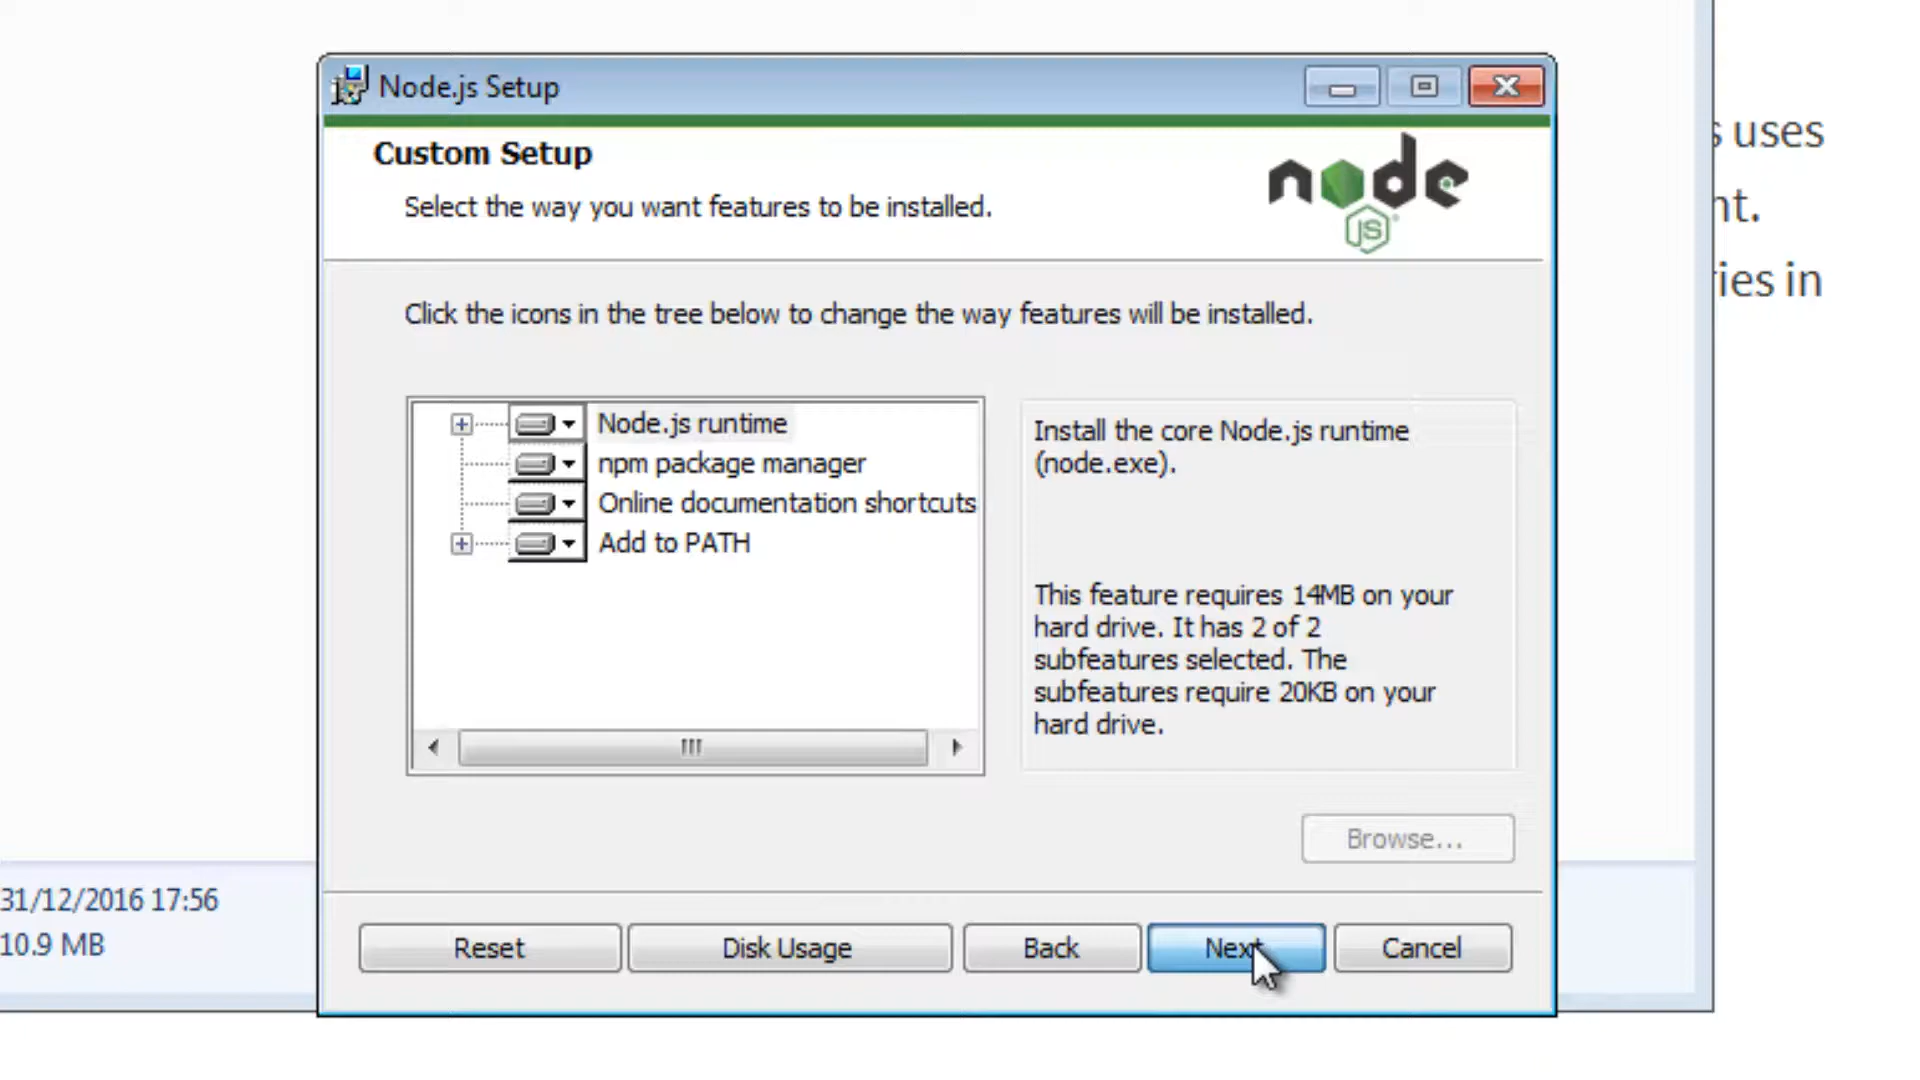 Node.js Setup
Custom Setup
Select the way you want features to be installed.
node
JS
Click the icons in the tree below to change the way features will be installed.
Node.js runtime
npm package manager
Online documentation shortcuts
Add to PATH
Install the core Node.js runtime
(node.exe).
This feature requires 14MB on your
hard drive. It has 2 of 2
subfeatures selected. The
subfeatures require 20KB on your
hard drive.
Browse...
Reset
Disk Usage
Back
Next
Cancel
s uses
nt.
ries in
31/12/2016 17:56
10.9 MB